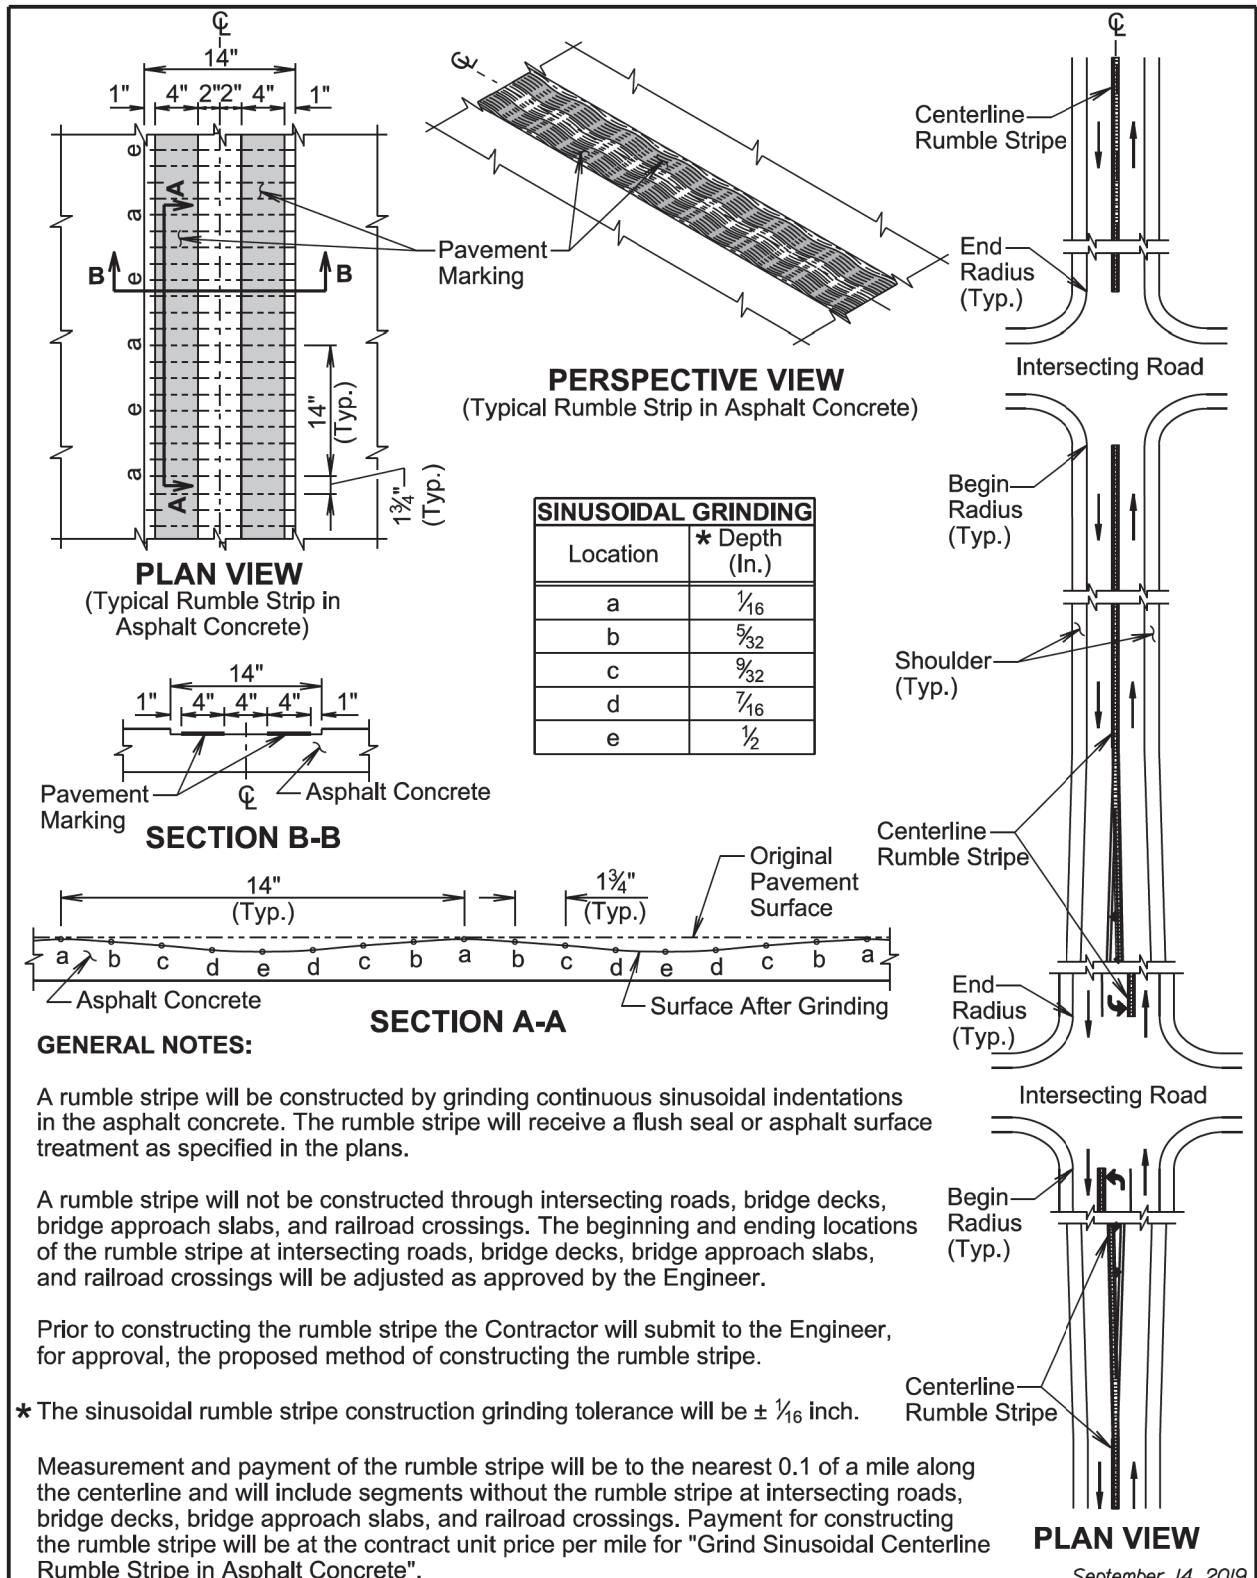 ℄
14"
1" 4" 2" 2" 4" 1"
e
A
a
B B
e
a
e
a
A
14"
(Typ.)
1¾"
(Typ.)
Pavement
Marking
PLAN VIEW
(Typical Rumble Strip in
Asphalt Concrete)
℄
PERSPECTIVE VIEW
(Typical Rumble Strip in Asphalt Concrete)
SINUSOIDAL GRINDING
Location * Depth (In.)
a 1/16
b 5/32
c 9/32
d 7/16
e 1/2
14"
1" 4" 4" 4" 1"
Pavement
Marking
℄
Asphalt Concrete
SECTION B-B
14"
(Typ.)
1¾"
(Typ.)
Original
Pavement
Surface
a b c d e d c b a b c d e d c b a
Asphalt Concrete
Surface After Grinding
SECTION A-A
℄
Centerline
Rumble Stripe
End
Radius
(Typ.)
Intersecting Road
Begin
Radius
(Typ.)
Shoulder
(Typ.)
Centerline
Rumble Stripe
End
Radius
(Typ.)
Intersecting Road
Begin
Radius
(Typ.)
Centerline
Rumble Stripe
PLAN VIEW
GENERAL NOTES:
A rumble stripe will be constructed by grinding continuous sinusoidal indentations
in the asphalt concrete. The rumble stripe will receive a flush seal or asphalt surface
treatment as specified in the plans.
A rumble stripe will not be constructed through intersecting roads, bridge decks,
bridge approach slabs, and railroad crossings. The beginning and ending locations
of the rumble stripe at intersecting roads, bridge decks, bridge approach slabs,
and railroad crossings will be adjusted as approved by the Engineer.
Prior to constructing the rumble stripe the Contractor will submit to the Engineer,
for approval, the proposed method of constructing the rumble stripe.
* The sinusoidal rumble stripe construction grinding tolerance will be ± 1/16 inch.
Measurement and payment of the rumble stripe will be to the nearest 0.1 of a mile along
the centerline and will include segments without the rumble stripe at intersecting roads,
bridge decks, bridge approach slabs, and railroad crossings. Payment for constructing
the rumble stripe will be at the contract unit price per mile for "Grind Sinusoidal Centerline
Rumble Stripe in Asphalt Concrete".
September 14, 2019